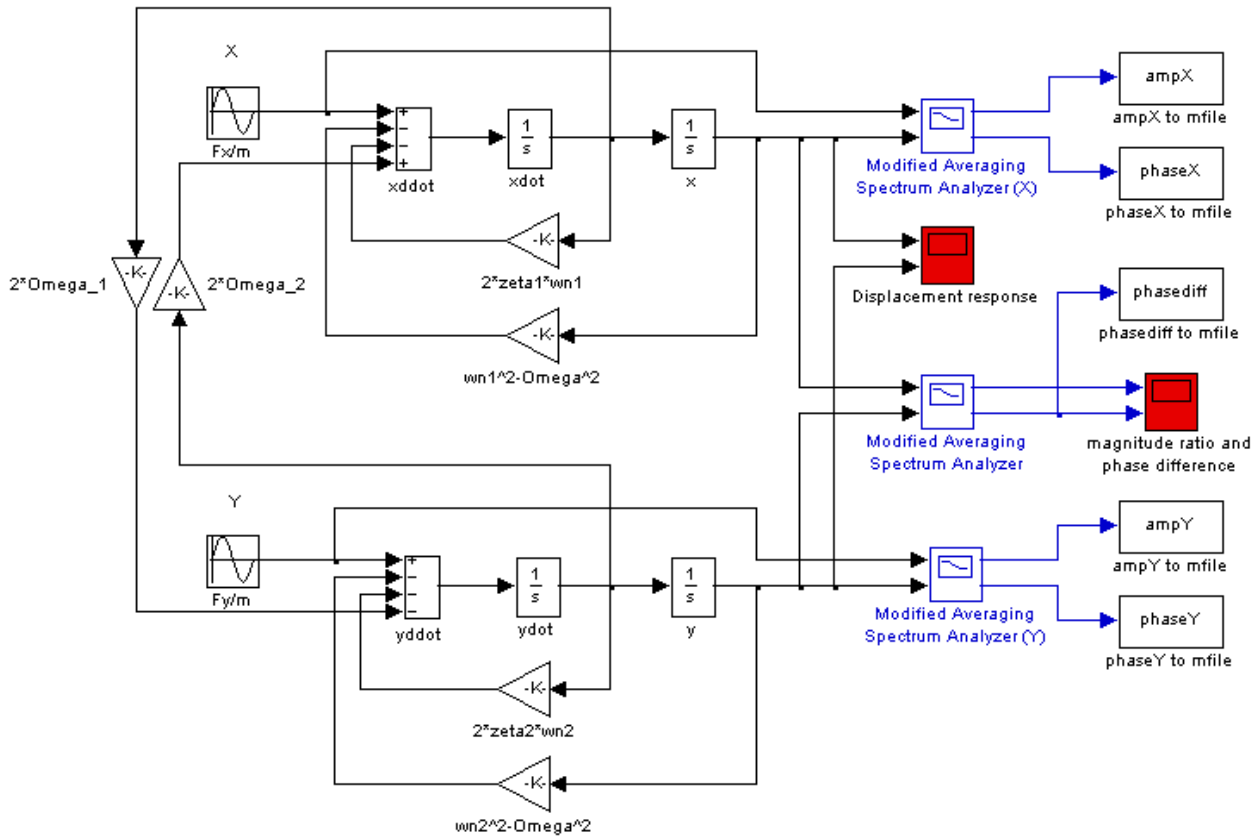 X
Fx/m
+
−
−
+
xddot
1
s
xdot
1
s
x
Modified Averaging
Spectrum Analyzer (X)
ampX
ampX to mfile
phaseX
phaseX to mfile
-K-
2*zeta1*wn1
-K-
2*Omega_1
-K-
2*Omega_2
Displacement response
-K-
wn1^2-Omega^2
phasediff
phasediff to mfile
Modified Averaging
Spectrum Analyzer
magnitude ratio and
phase difference
Y
Fy/m
+
−
−
−
yddot
1
s
ydot
1
s
y
Modified Averaging
Spectrum Analyzer (Y)
ampY
ampY to mfile
phaseY
phaseY to mfile
-K-
2*zeta2*wn2
-K-
wn2^2-Omega^2